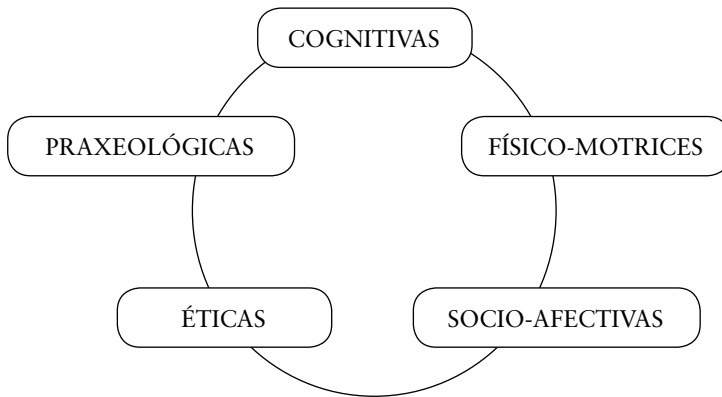 COGNITIVAS
PRAXEOLÓGICAS
FÍSICO-MOTRICES
ÉTICAS
SOCIO-AFECTIVAS